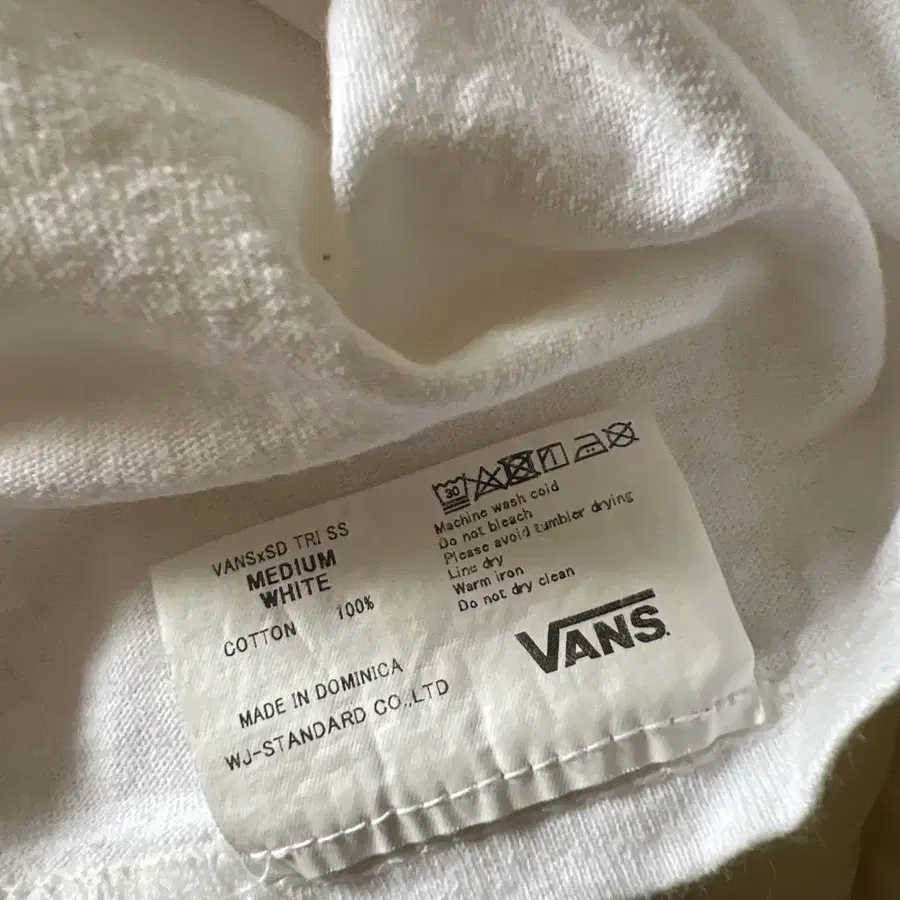 VANSxSD TRI SS
MEDIUM
WHITE
COTTON 100%
MADE IN DOMINICA
WJ-STANDARD CO.,LTD
30
Machine wash cold
Do not bleach
Please avoid tumbler drying
Line dry
Warm iron
Do not dry clean
VANS